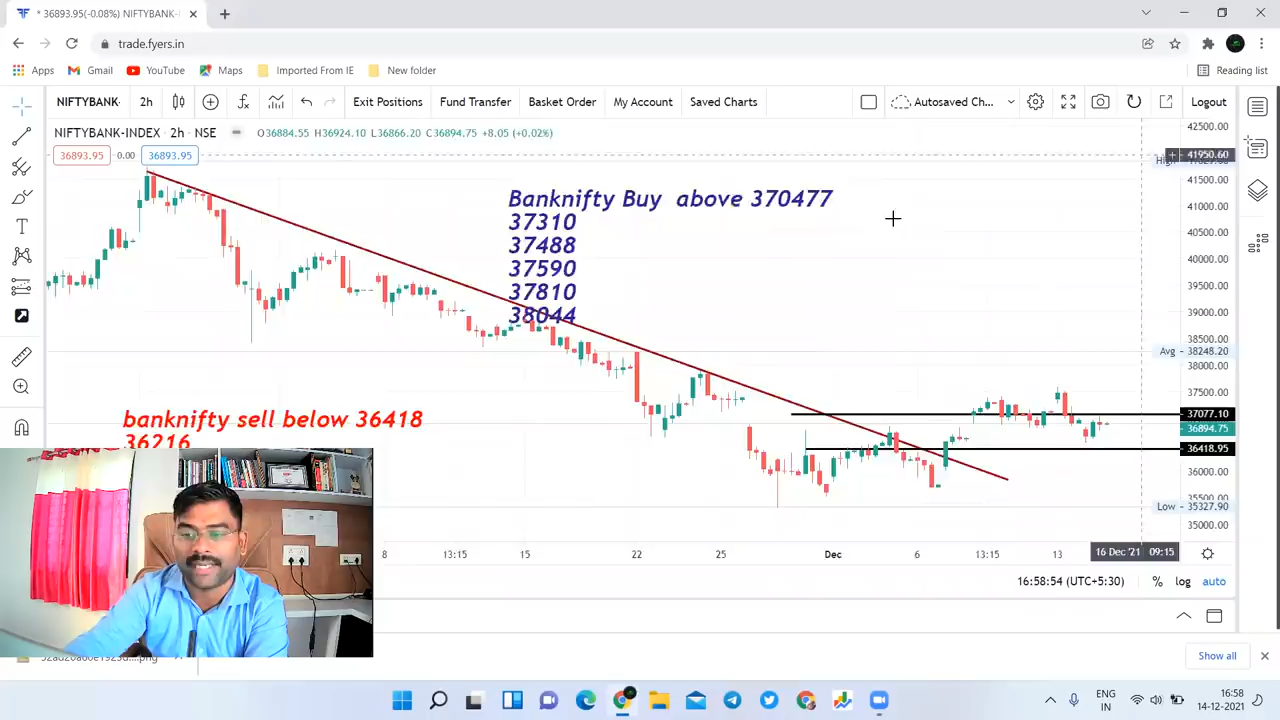 * 36893.95(-0.08%) NIFTYBANK-
trade.fyers.in
Apps Gmail YouTube Maps Imported From IE New folder Reading list
NIFTYBANK- 2h Exit Positions Fund Transfer Basket Order My Account Saved Charts Autosaved Ch... Logout
NIFTYBANK-INDEX 2h NSE O36884.55 H36924.10 L36866.20 C36894.75 +8.05 (+0.02%)
36893.95 0.00 36893.95
42500.00
41950.60
High
41500.00
41000.00
40500.00
40000.00
39500.00
39000.00
38500.00
Avg 38248.20
38000.00
37500.00
37077.10
36894.75
36418.95
36000.00
35500.00
Low 35327.90
35000.00
Banknifty Buy above 370477
37310
37488
37590
37810
38044
banknifty sell below 36418
36216
8 13:15 15 22 25 Dec 6 13:15 13 16 Dec '21 09:15
16:58:54 (UTC+5:30) % log auto
Show all
ENG
IN
16:58
14-12-2021